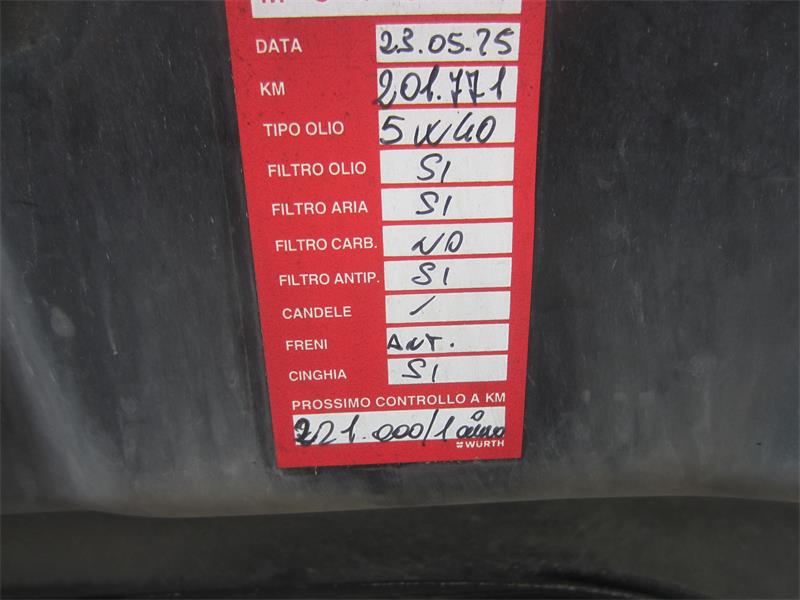 DATA 23.05.25
KM 201.771
TIPO OLIO 5W40
FILTRO OLIO SI
FILTRO ARIA SI
FILTRO CARB. NO
FILTRO ANTIP. SI
CANDELE /
FRENI ANT.
CINGHIA SI
PROSSIMO CONTROLLO A KM
221.000/1
WÜRTH